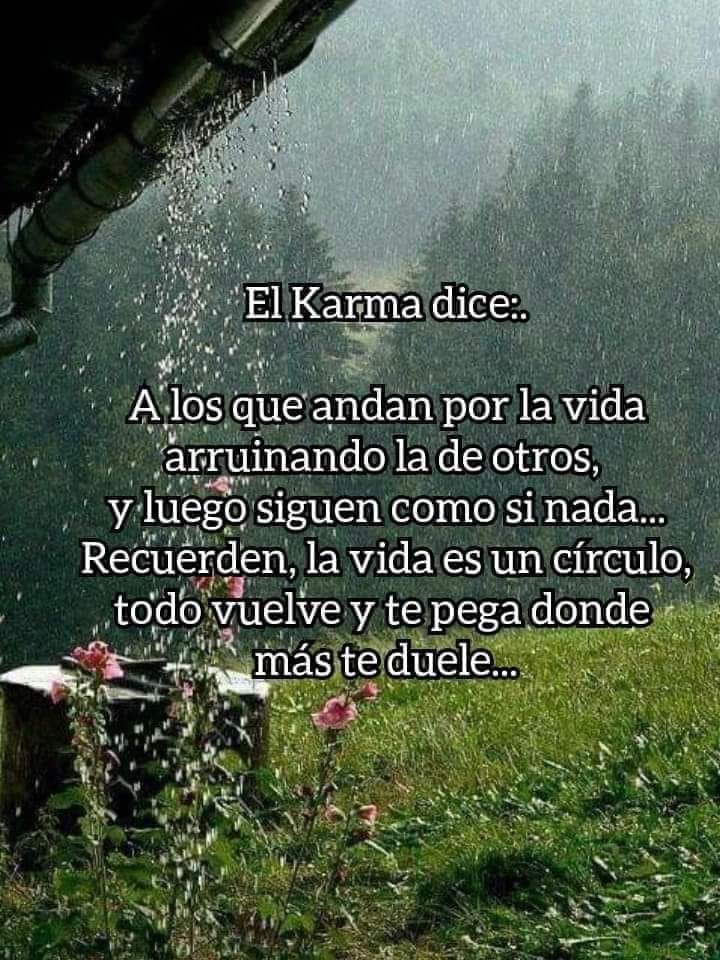 El Karma dice:.
A los que andan por la vida
arruinando la de otros,
y luego siguen como si nada...
Recuerden, la vida es un círculo,
todo vuelve y te pega donde
más te duele...